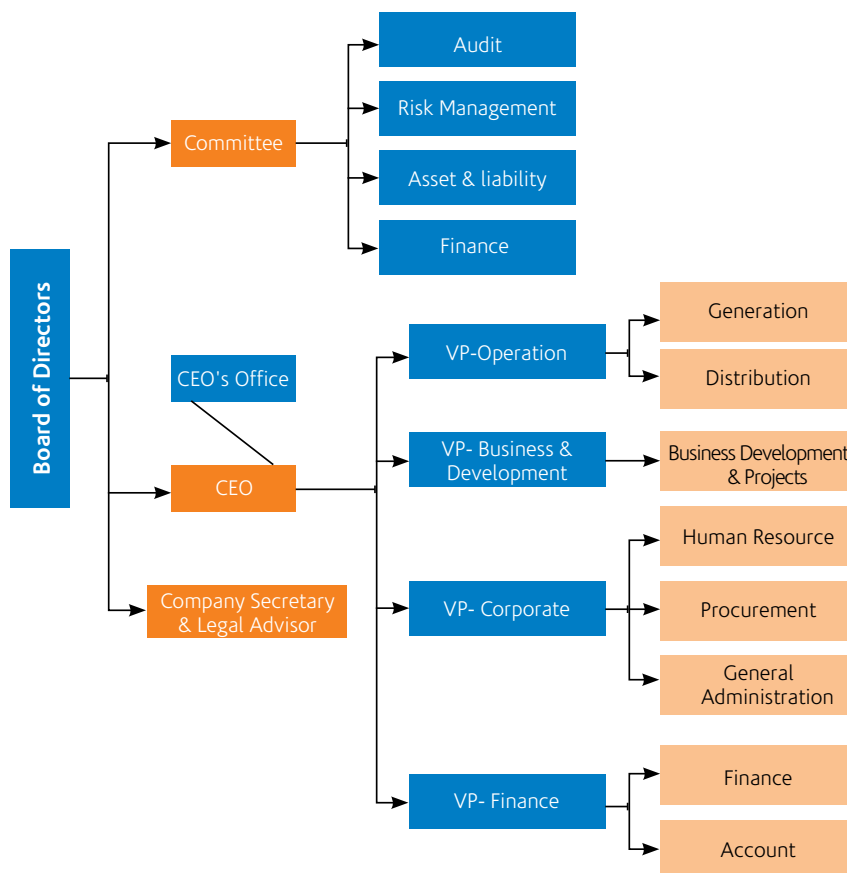 Board of Directors
Committee
Audit
Risk Management
Asset & liability
Finance
CEO's Office
CEO
Company Secretary
& Legal Advisor
VP-Operation
Generation
Distribution
VP- Business &
Development
Business Development
& Projects
VP- Corporate
Human Resource
Procurement
General
Administration
VP- Finance
Finance
Account